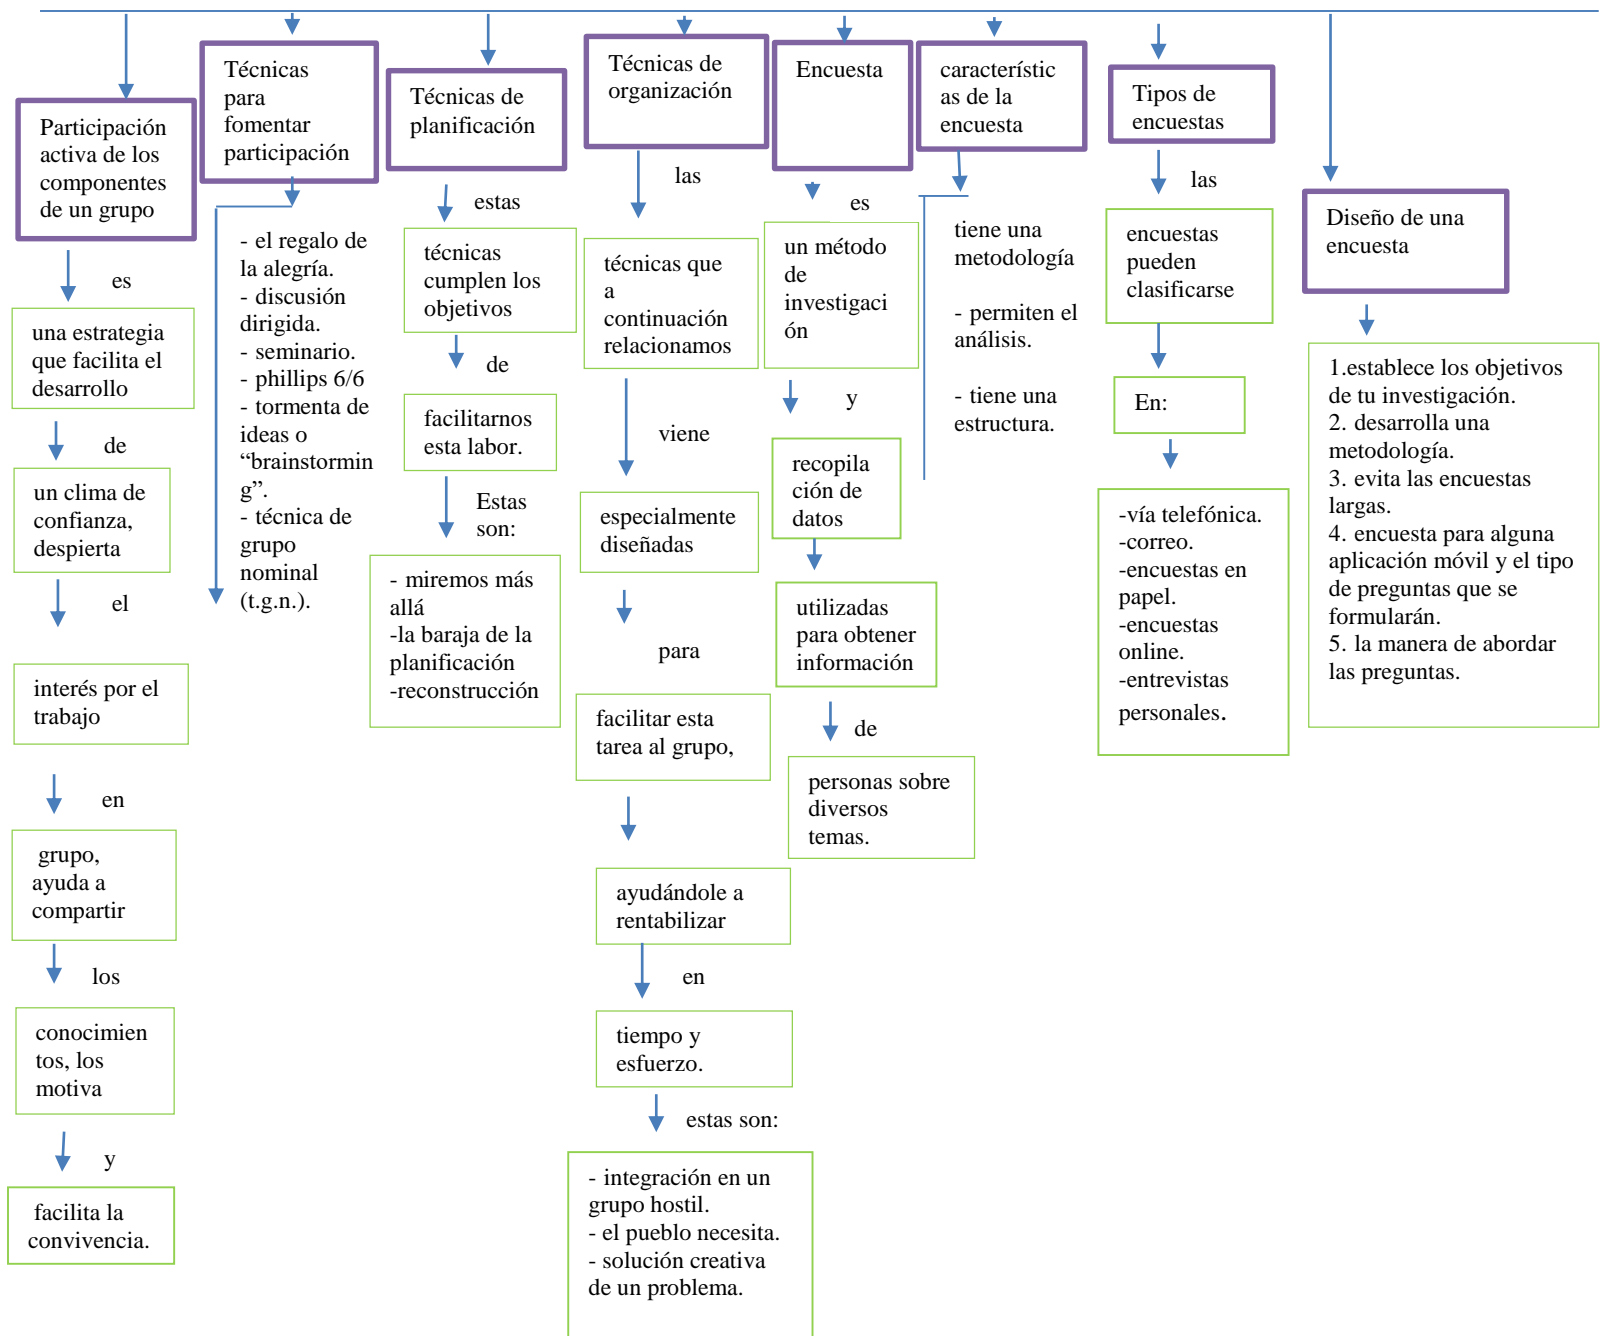 Participación
activa de los
componentes
de un grupo
es
una estrategia
que facilita el
desarrollo
de
un clima de
confianza,
despierta
el
interés por el
trabajo
en
grupo,
ayuda a
compartir
los
conocimien
tos, los
motiva
y
facilita la
convivencia.
Técnicas
para
fomentar
participación
- el regalo de
la alegría.
- discusión
dirigida.
- seminario.
- phillips 6/6
- tormenta de
ideas o
“brainstormin
g”.
- técnica de
grupo
nominal
(t.g.n.).
Técnicas de
planificación
estas
técnicas
cumplen los
objetivos
de
facilitarnos
esta labor.
Estas
son:
- miremos más
allá
-la baraja de la
planificación
-reconstrucción
Técnicas de
organización
las
técnicas que
a
continuación
relacionamos
viene
especialmente
diseñadas
para
facilitar esta
tarea al grupo,
ayudándole a
rentabilizar
en
tiempo y
esfuerzo.
estas son:
- integración en un
grupo hostil.
- el pueblo necesita.
- solución creativa
de un problema.
Encuesta
es
un método
de
investigaci
ón
y
recopila
ción de
datos
utilizadas
para obtener
información
de
personas sobre
diversos
temas.
característic
as de la
encuesta
tiene una
metodología
- permiten el
análisis.
- tiene una
estructura.
Tipos de
encuestas
las
encuestas
pueden
clasificarse
En:
-vía telefónica.
-correo.
-encuestas en
papel.
-encuestas
online.
-entrevistas
personales.
Diseño de una
encuesta
1.establece los objetivos
de tu investigación.
2. desarrolla una
metodología.
3. evita las encuestas
largas.
4. encuesta para alguna
aplicación móvil y el tipo
de preguntas que se
formularán.
5. la manera de abordar
las preguntas.